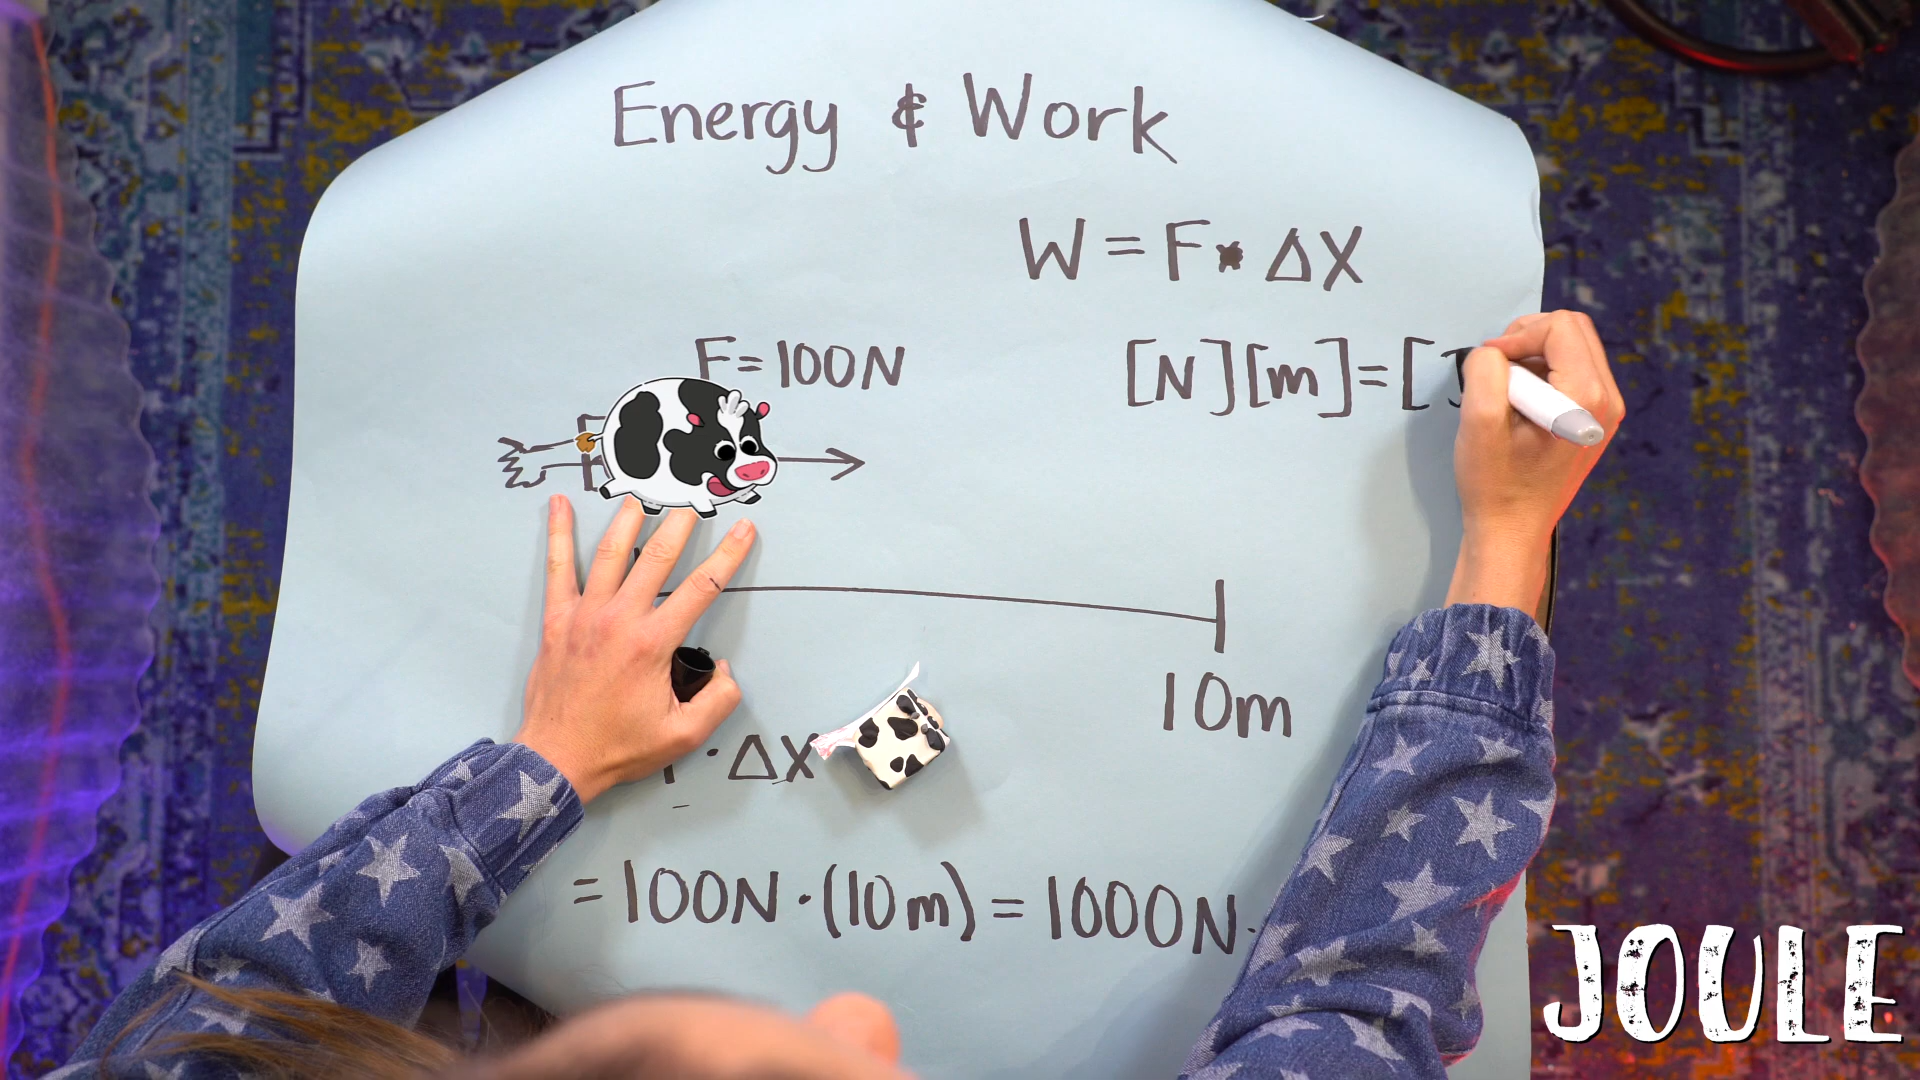 Energy & Work
W = F * ΔX
F = 100N
[N][m] = [J
10m
· ΔX
= 100N · (10m) = 1000N ·
JOULE